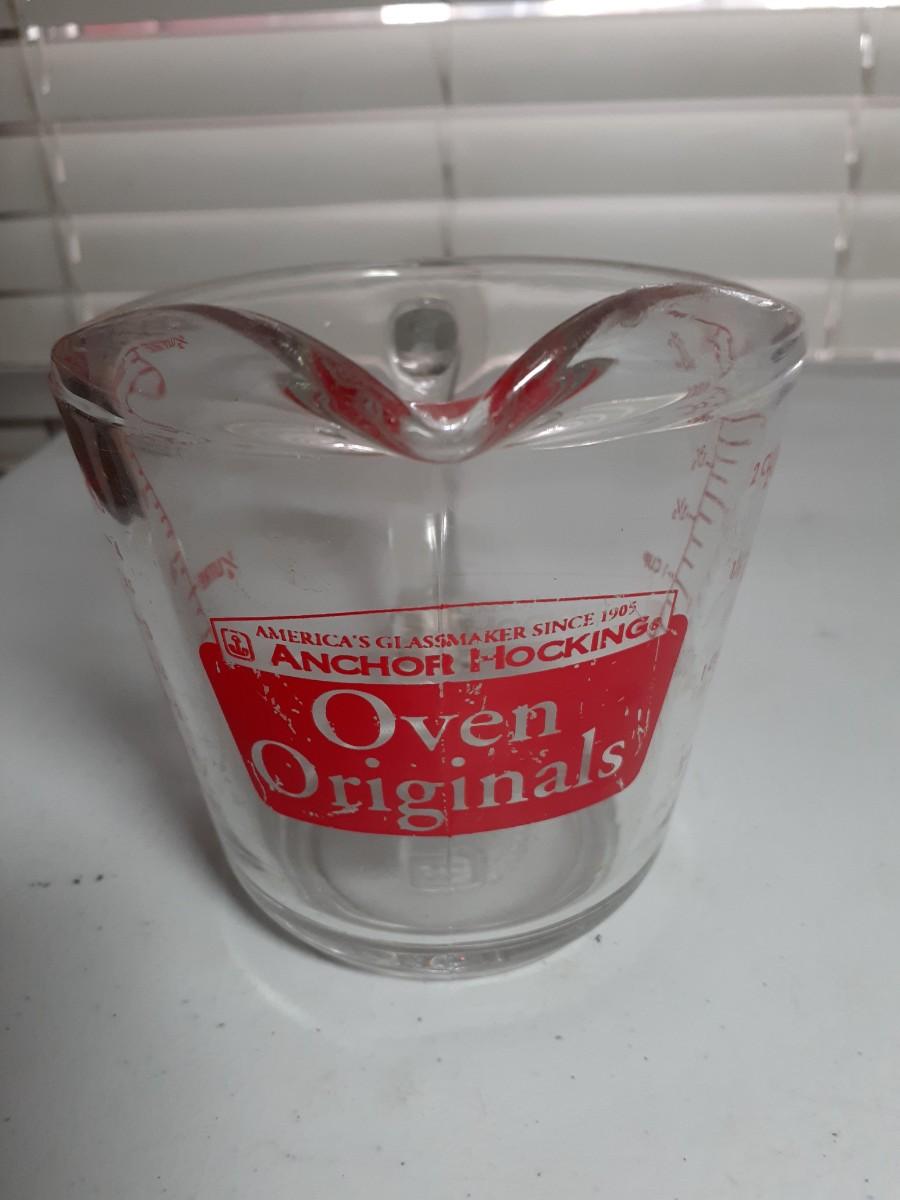 AMERICA'S GLASSMAKER SINCE 1905
ANCHOR HOCKING®
Oven
Originals